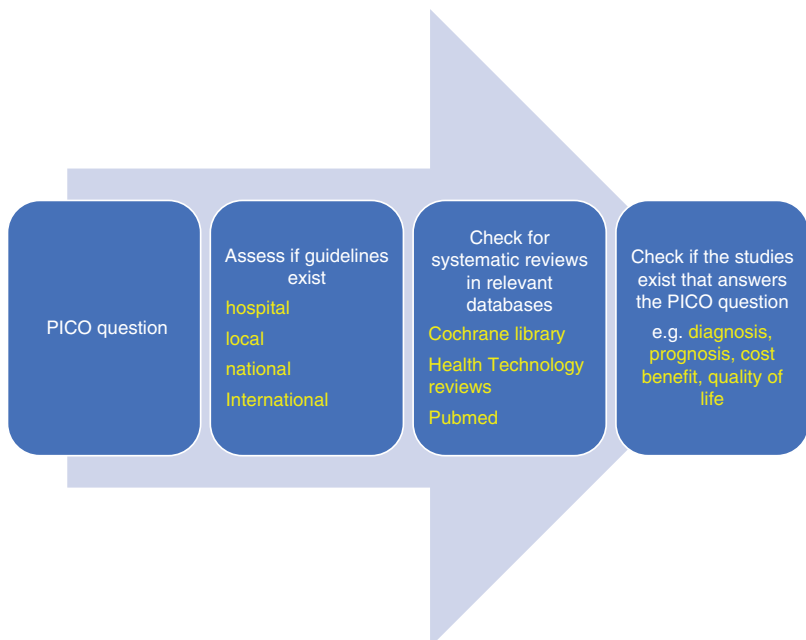 PICO question
Assess if guidelines
exist
hospital
local
national
International
Check for
systematic reviews
in relevant
databases
Cochrane library
Health Technology
reviews
Pubmed
Check if the studies
exist that answers
the PICO question
e.g. diagnosis,
prognosis, cost
benefit, quality of
life